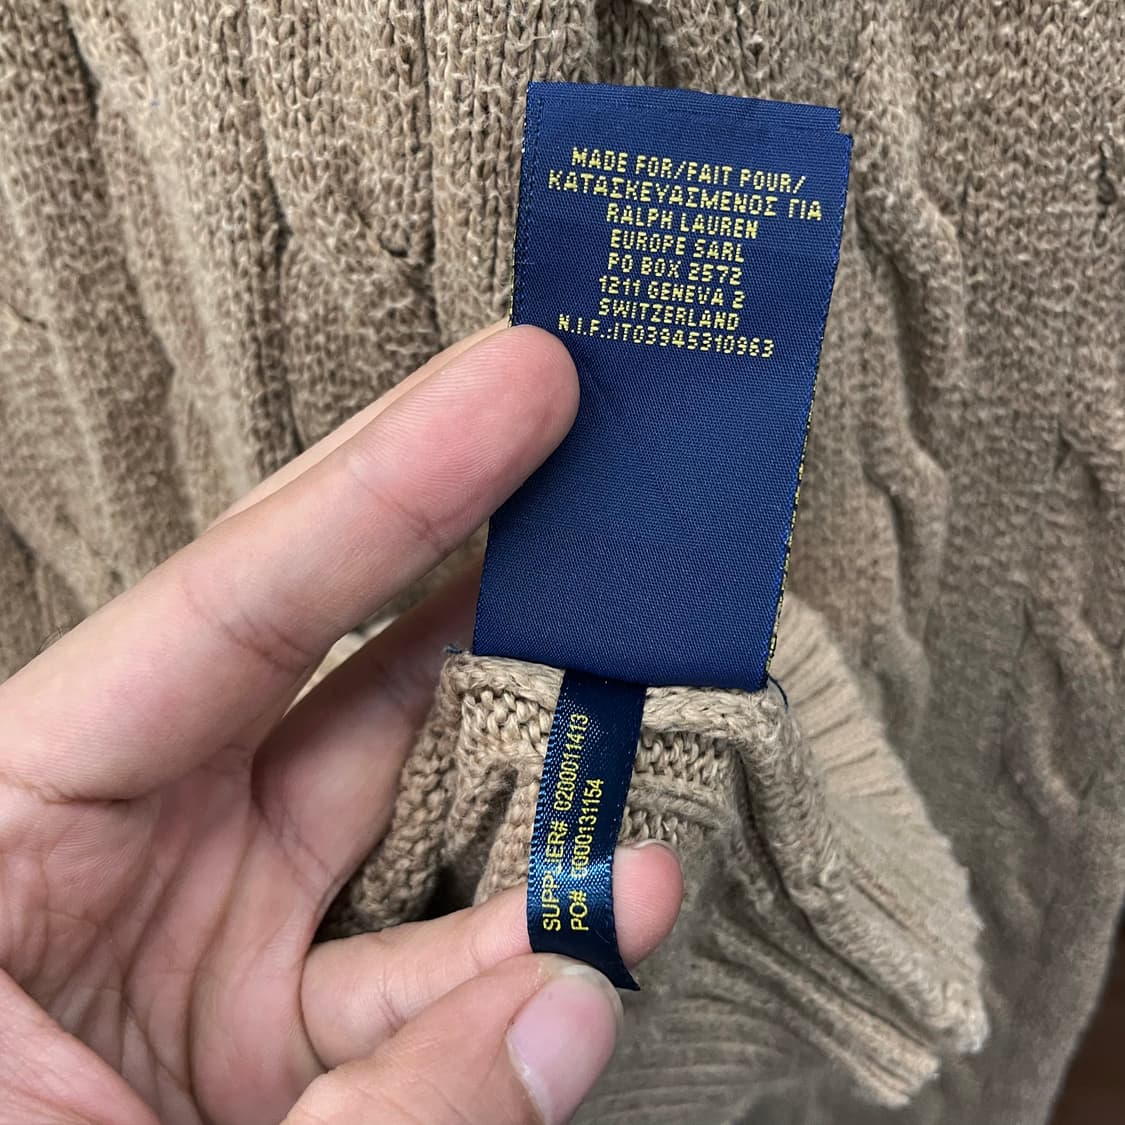 MADE FOR/FAIT POUR/
ΚΑΤΑΣΚΕΥΑΣΜΕΝΟΣ ΓΙΑ
RALPH LAUREN
EUROPE SARL
PO BOX 2572
1211 GENEVA 2
SWITZERLAND
N.I.F.:IT03945310963
SUPPLIER# 0200011413
PO# 0000131154